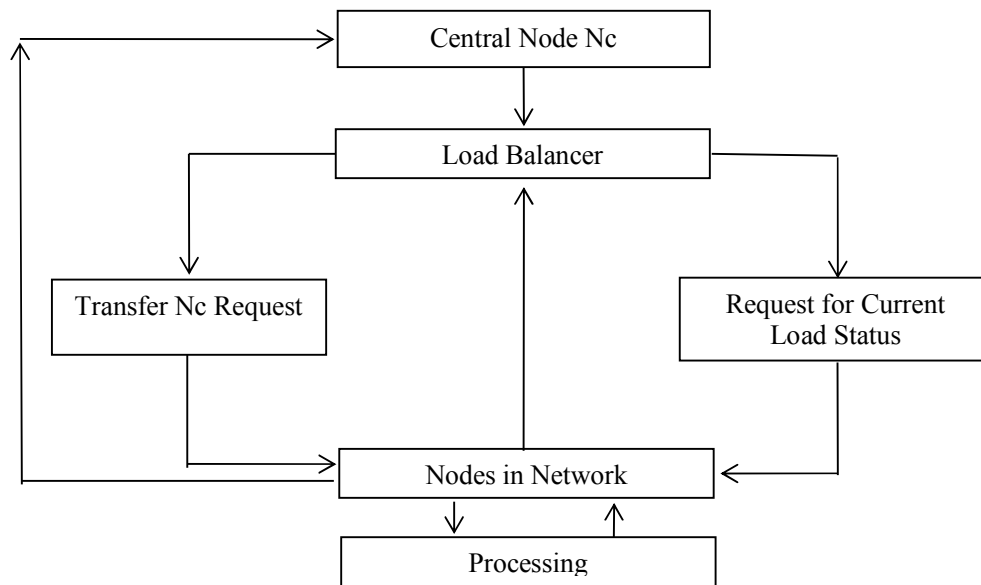 Central Node Nc
Load Balancer
Transfer Nc Request
Request for Current
Load Status
Nodes in Network
Processing